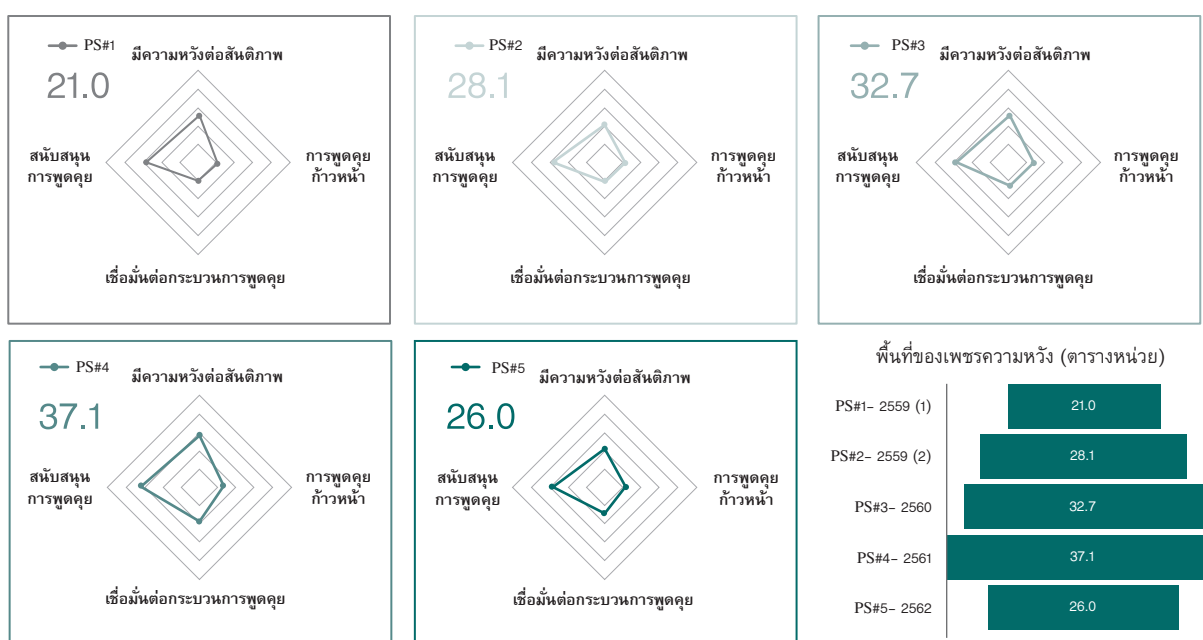 PS#1
มีความหวังต่อสันติภาพ
21.0
สนับสนุน
การพูดคุย
การพูดคุย
ก้าวหน้า
เชื่อมั่นต่อกระบวนการพูดคุย
PS#2
มีความหวังต่อสันติภาพ
28.1
สนับสนุน
การพูดคุย
การพูดคุย
ก้าวหน้า
เชื่อมั่นต่อกระบวนการพูดคุย
PS#3
มีความหวังต่อสันติภาพ
32.7
สนับสนุน
การพูดคุย
การพูดคุย
ก้าวหน้า
เชื่อมั่นต่อกระบวนการพูดคุย
PS#4
มีความหวังต่อสันติภาพ
37.1
สนับสนุน
การพูดคุย
การพูดคุย
ก้าวหน้า
เชื่อมั่นต่อกระบวนการพูดคุย
PS#5
มีความหวังต่อสันติภาพ
26.0
สนับสนุน
การพูดคุย
การพูดคุย
ก้าวหน้า
เชื่อมั่นต่อกระบวนการพูดคุย
พื้นที่ของเพชรความหวัง (ตารางหน่วย)
PS#1- 2559 (1) 21.0
PS#2- 2559 (2) 28.1
PS#3- 2560 32.7
PS#4- 2561 37.1
PS#5- 2562 26.0